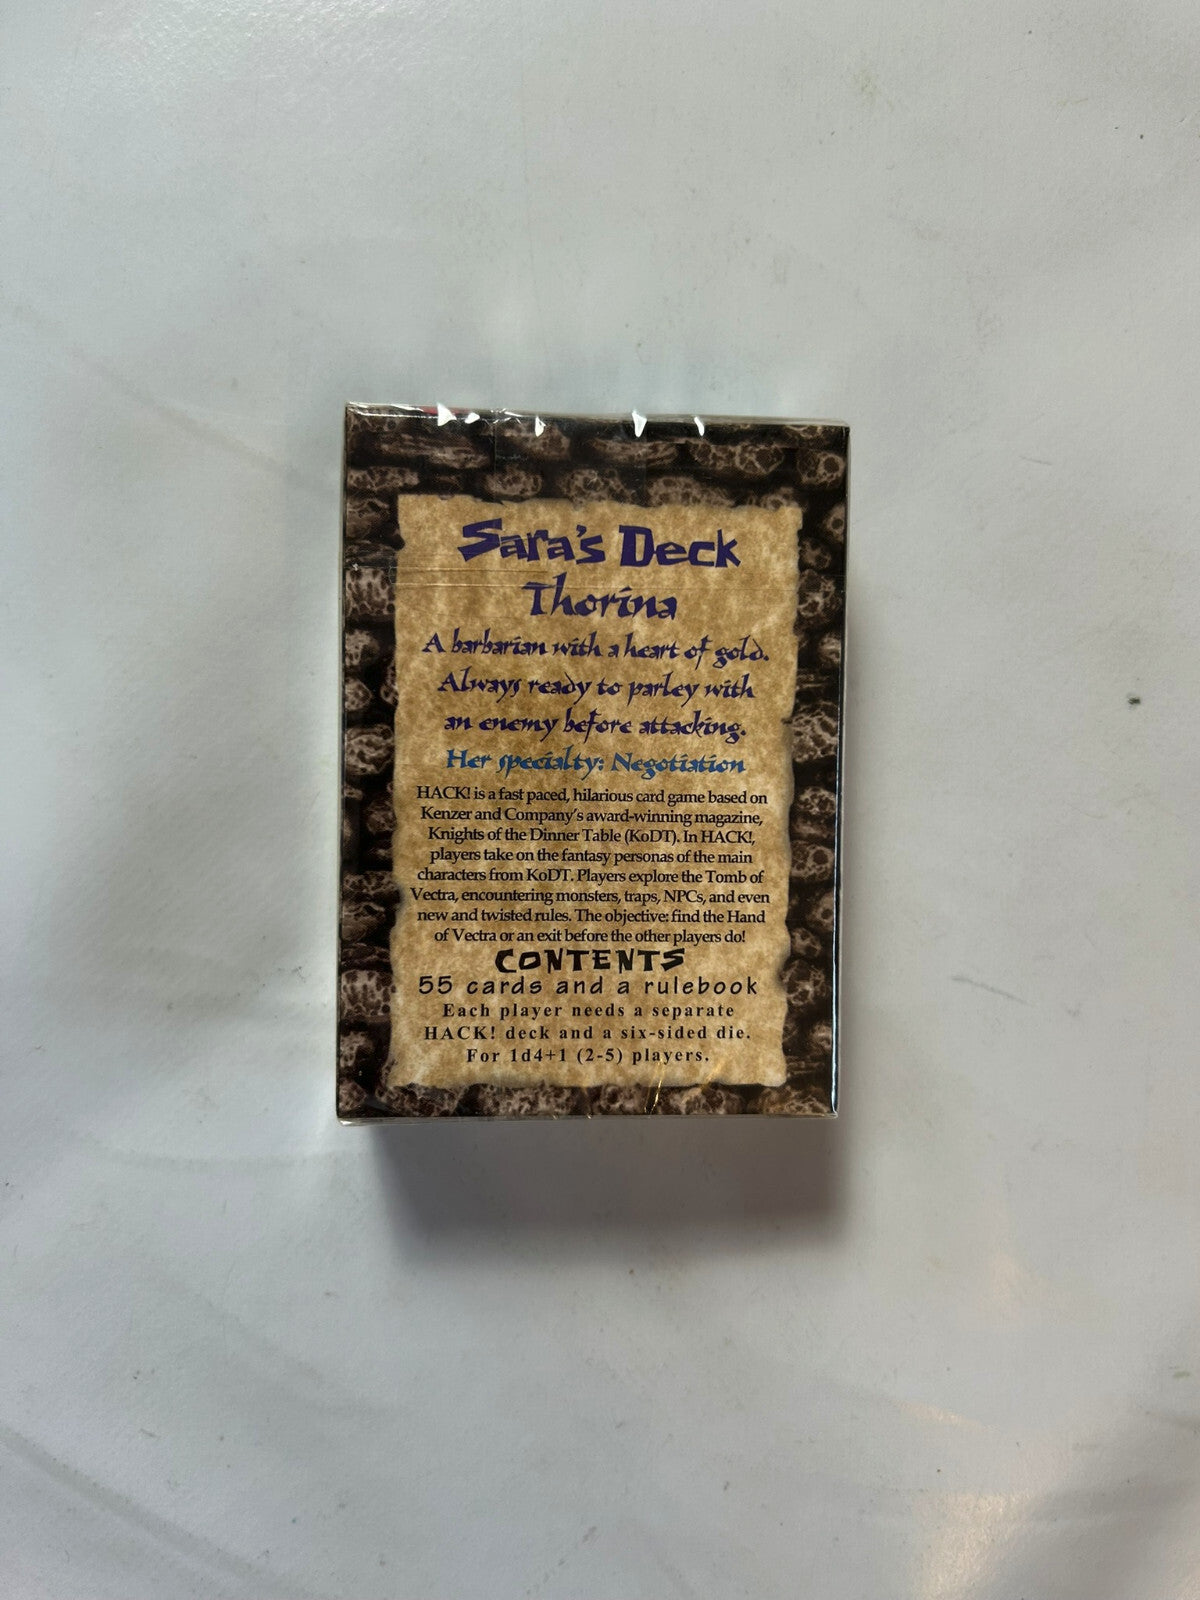 Sara's Deck
Thorina
A barbarian with a heart of gold.
Always ready to parley with
an enemy before attacking.
Her specialty: Negotiation
HACK! is a fast paced, hilarious card game based on
Kenzer and Company's award-winning magazine,
Knights of the Dinner Table (KoDT). In HACK!,
players take on the fantasy personas of the main
characters from KoDT. Players explore the Tomb of
Vectra, encountering monsters, traps, NPCs, and even
new and twisted rules. The objective: find the Hand
of Vectra or an exit before the other players do!
CONTENTS
55 cards and a rulebook
Each player needs a separate
HACK! deck and a six-sided die.
For 1d4+1 (2-5) players.